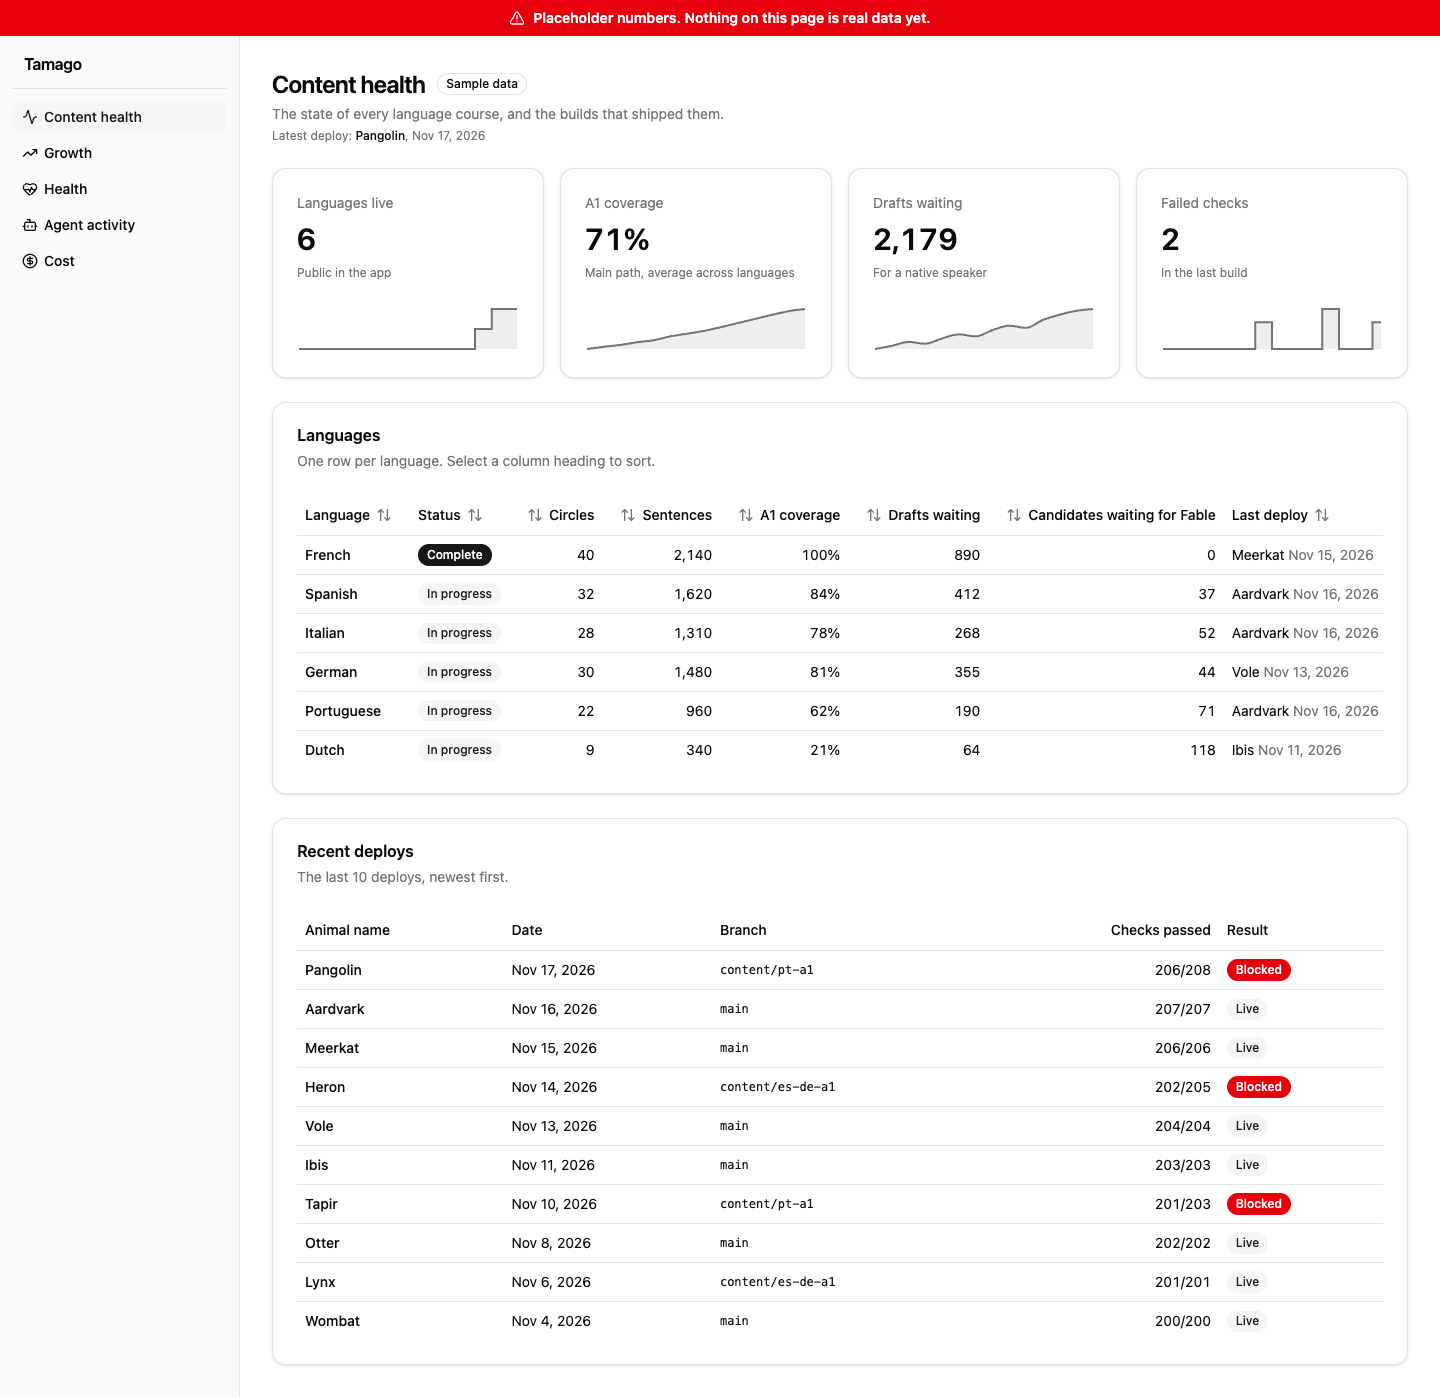 Placeholder numbers. Nothing on this page is real data yet.
Tamago
Content health
Growth
Health
Agent activity
Cost
Content health Sample data
The state of every language course, and the builds that shipped them.
Latest deploy: Pangolin, Nov 17, 2026
Languages live
6
Public in the app
A1 coverage
71%
Main path, average across languages
Drafts waiting
2,179
For a native speaker
Failed checks
2
In the last build
Languages
One row per language. Select a column heading to sort.
Language Status Circles Sentences A1 coverage Drafts waiting Candidates waiting for Fable Last deploy
French Complete 40 2,140 100% 890 0 Meerkat Nov 15, 2026
Spanish In progress 32 1,620 84% 412 37 Aardvark Nov 16, 2026
Italian In progress 28 1,310 78% 268 52 Aardvark Nov 16, 2026
German In progress 30 1,480 81% 355 44 Vole Nov 13, 2026
Portuguese In progress 22 960 62% 190 71 Aardvark Nov 16, 2026
Dutch In progress 9 340 21% 64 118 Ibis Nov 11, 2026
Recent deploys
The last 10 deploys, newest first.
Animal name Date Branch Checks passed Result
Pangolin Nov 17, 2026 content/pt-a1 206/208 Blocked
Aardvark Nov 16, 2026 main 207/207 Live
Meerkat Nov 15, 2026 main 206/206 Live
Heron Nov 14, 2026 content/es-de-a1 202/205 Blocked
Vole Nov 13, 2026 main 204/204 Live
Ibis Nov 11, 2026 main 203/203 Live
Tapir Nov 10, 2026 content/pt-a1 201/203 Blocked
Otter Nov 8, 2026 main 202/202 Live
Lynx Nov 6, 2026 content/es-de-a1 201/201 Live
Wombat Nov 4, 2026 main 200/200 Live